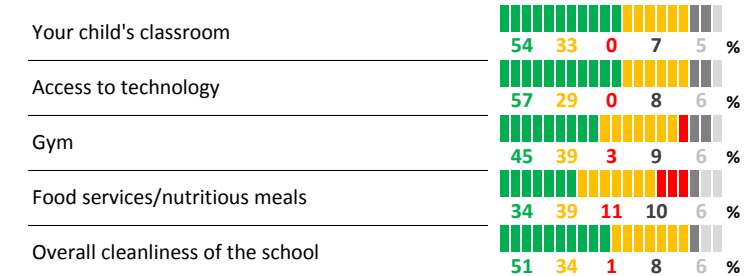 Your child's classroom
54 33 0 7 5 %
Access to technology
57 29 0 8 6 %
Gym
45 39 3 9 6 %
Food services/nutritious meals
34 39 11 10 6 %
Overall cleanliness of the school
51 34 1 8 6 %